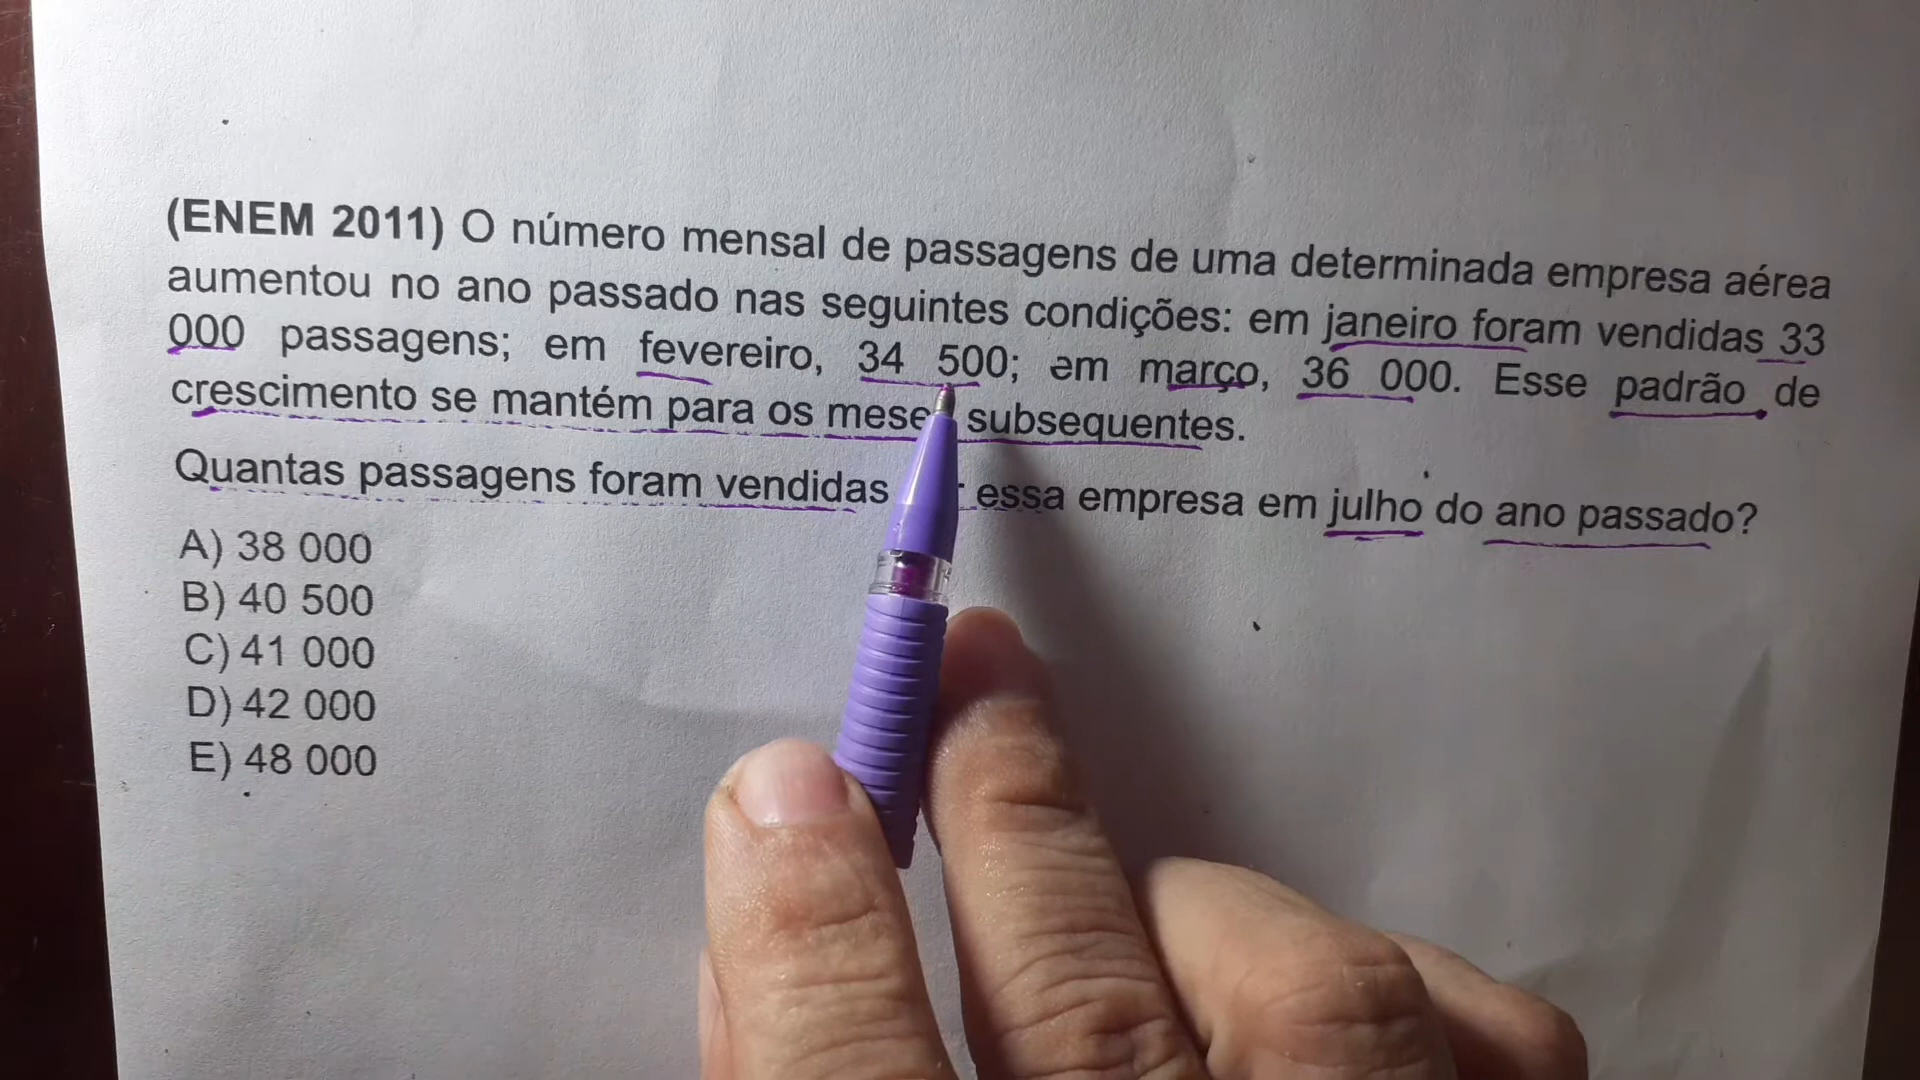 (ENEM 2011) O número mensal de passagens de uma determinada empresa aérea
aumentou no ano passado nas seguintes condições: em janeiro foram vendidas 33
000 passagens; em fevereiro, 34 500; em março, 36 000. Esse padrão de
crescimento se mantém para os mese subsequentes.
Quantas passagens foram vendidas essa empresa em julho do ano passado?
A) 38 000
B) 40 500
C) 41 000
D) 42 000
E) 48 000